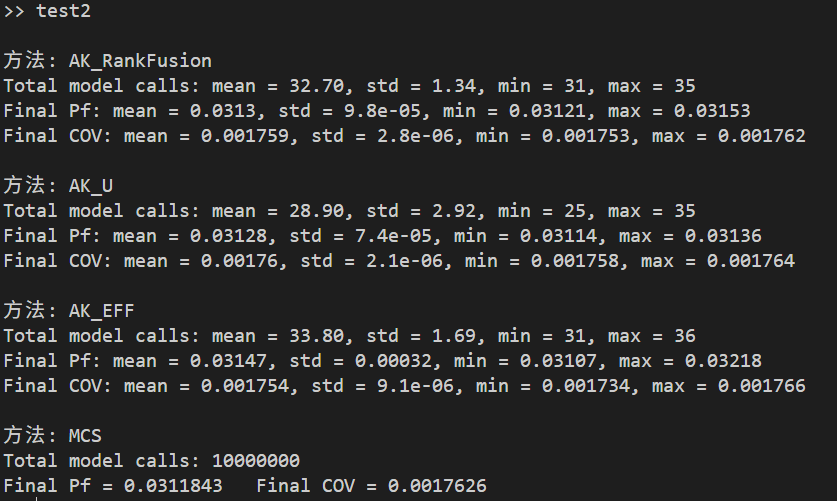 >> test2
方法: AK_RankFusion
Total model calls: mean = 32.70, std = 1.34, min = 31, max = 35
Final Pf: mean = 0.0313, std = 9.8e-05, min = 0.03121, max = 0.03153
Final COV: mean = 0.001759, std = 2.8e-06, min = 0.001753, max = 0.001762
方法: AK_U
Total model calls: mean = 28.90, std = 2.92, min = 25, max = 35
Final Pf: mean = 0.03128, std = 7.4e-05, min = 0.03114, max = 0.03136
Final COV: mean = 0.00176, std = 2.1e-06, min = 0.001758, max = 0.001764
方法: AK_EFF
Total model calls: mean = 33.80, std = 1.69, min = 31, max = 36
Final Pf: mean = 0.03147, std = 0.00032, min = 0.03107, max = 0.03218
Final COV: mean = 0.001754, std = 9.1e-06, min = 0.001734, max = 0.001766
方法: MCS
Total model calls: 10000000
Final Pf = 0.0311843   Final COV = 0.0017626